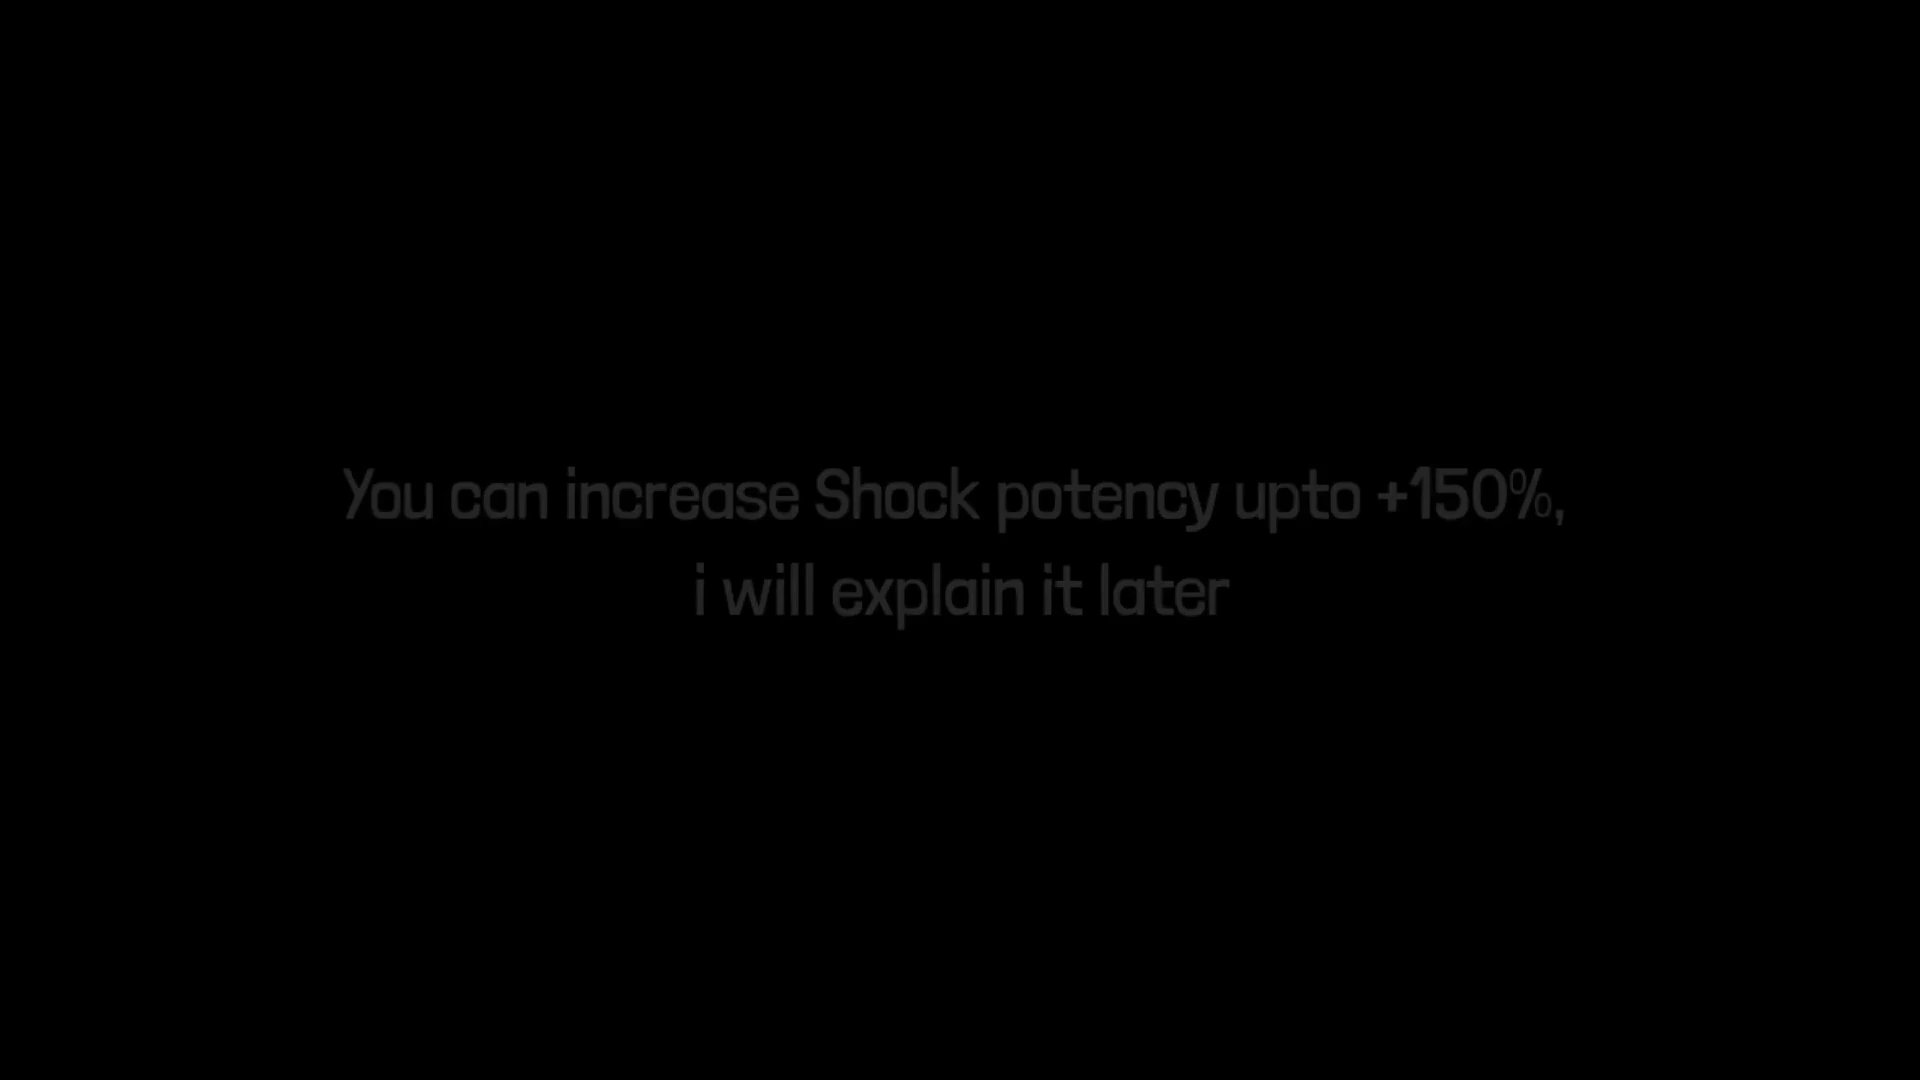 You can increase Shock potency upto +150%,
i will explain it later